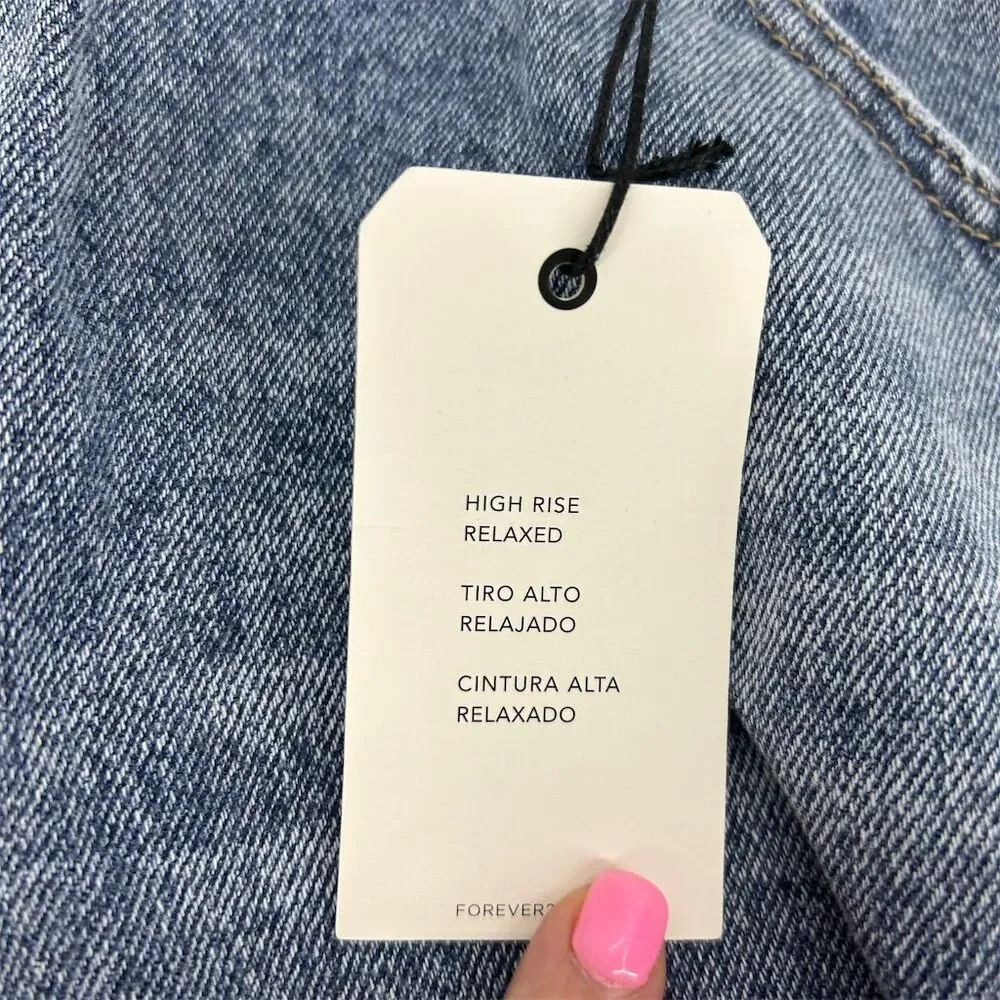 HIGH RISE
RELAXED
TIRO ALTO
RELAJADO
CINTURA ALTA
RELAXADO
FOREVER2